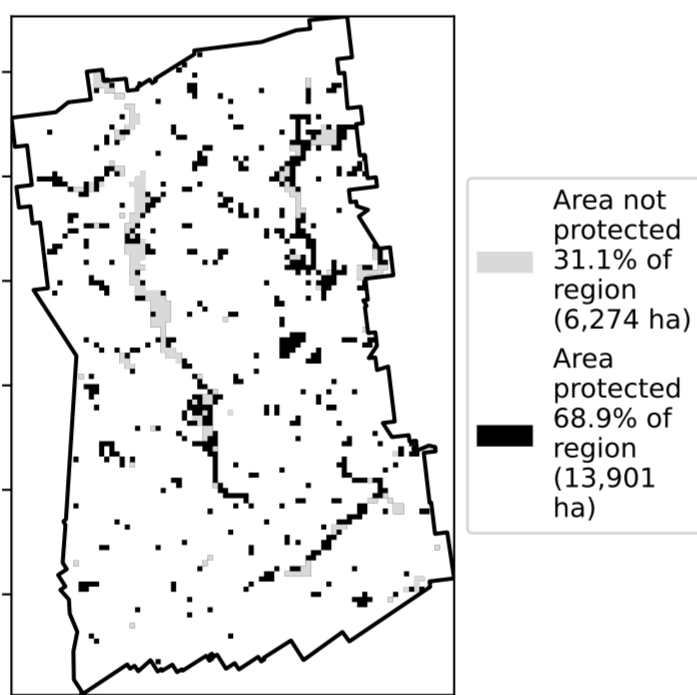 Area not
protected
31.1% of
region
(6,274 ha)
Area
protected
68.9% of
region
(13,901
ha)